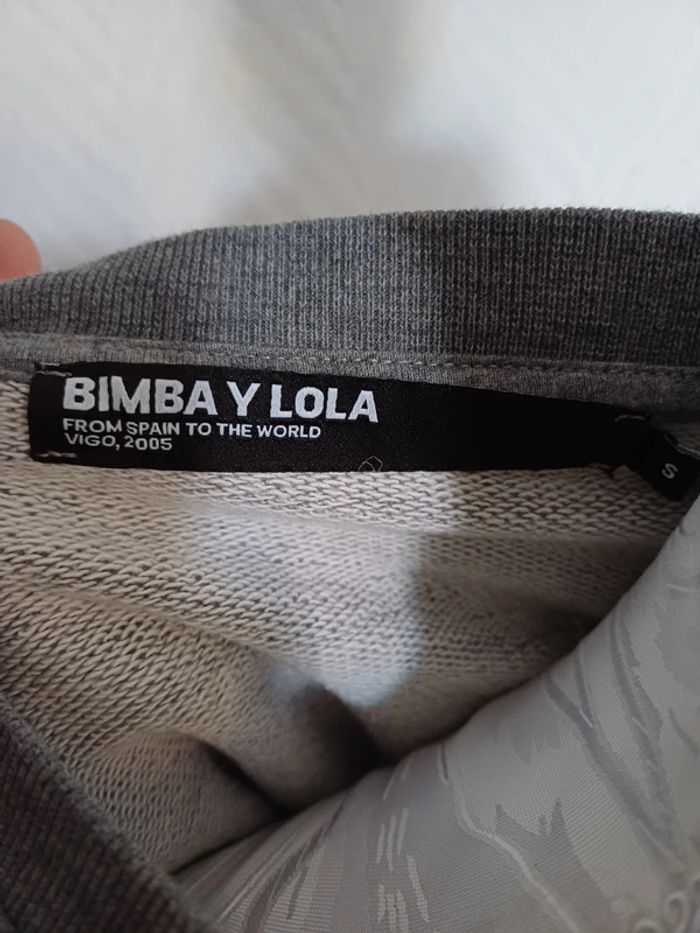 BIMBA Y LOLA
FROM SPAIN TO THE WORLD
VIGO, 2005
S